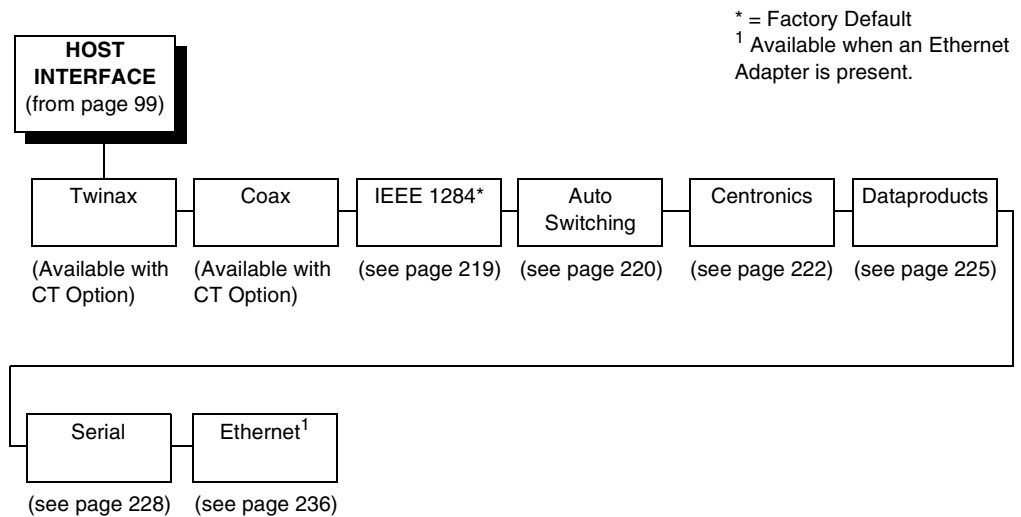 * = Factory Default
1 Available when an Ethernet
Adapter is present.
HOST
INTERFACE
(from page 99)
Twinax
(Available with
CT Option)
Coax
(Available with
CT Option)
IEEE 1284*
(see page 219)
Auto
Switching
(see page 220)
Centronics
(see page 222)
Dataproducts
(see page 225)
Serial
(see page 228)
Ethernet1
(see page 236)